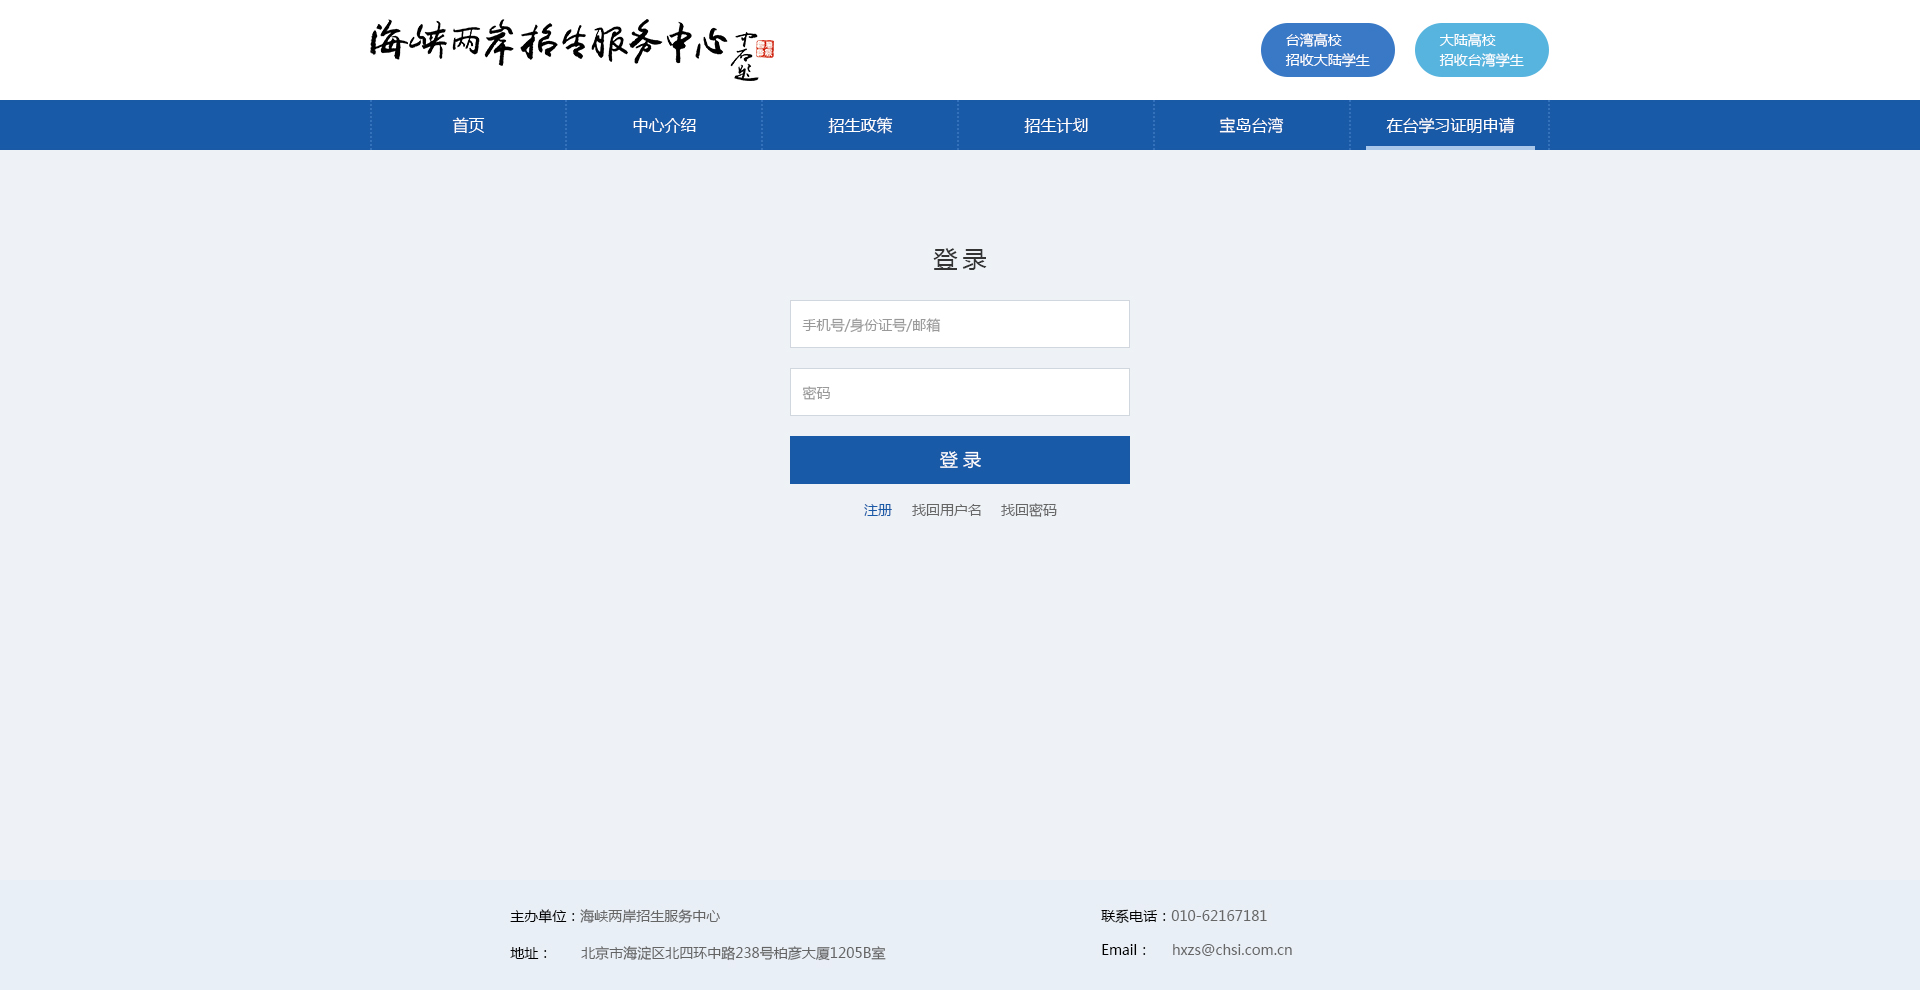 海峡两岸招生服务中心
台湾高校
招收大陆学生
大陆高校
招收台湾学生
首页
中心介绍
招生政策
招生计划
宝岛台湾
在台学习证明申请
登录
手机号/身份证号/邮箱
密码
登录
注册 找回用户名 找回密码
主办单位：海峡两岸招生服务中心
联系电话：010-62167181
地址： 北京市海淀区北四环中路238号柏彦大厦1205B室
Email： hxzs@chsi.com.cn